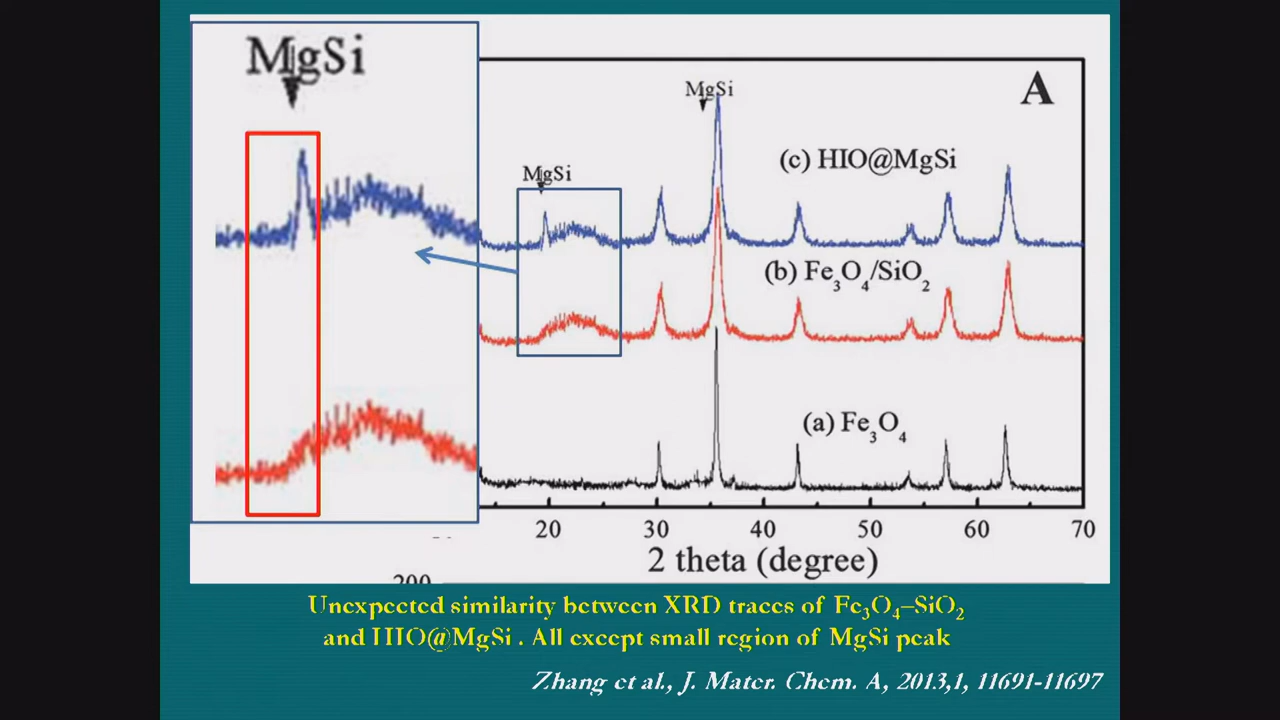 MgSi
MgSi
A
(c) HIO@MgSi
MgSi
(b) Fe₃O₄/SiO₂
(a) Fe₃O₄
20 30 40 50 60 70
2 theta (degree)
200
Unexpected similarity between XRD traces of Fe₃O₄–SiO₂
and HIO@MgSi . All except small region of MgSi peak
Zhang et al., J. Mater. Chem. A, 2013,1, 11691-11697